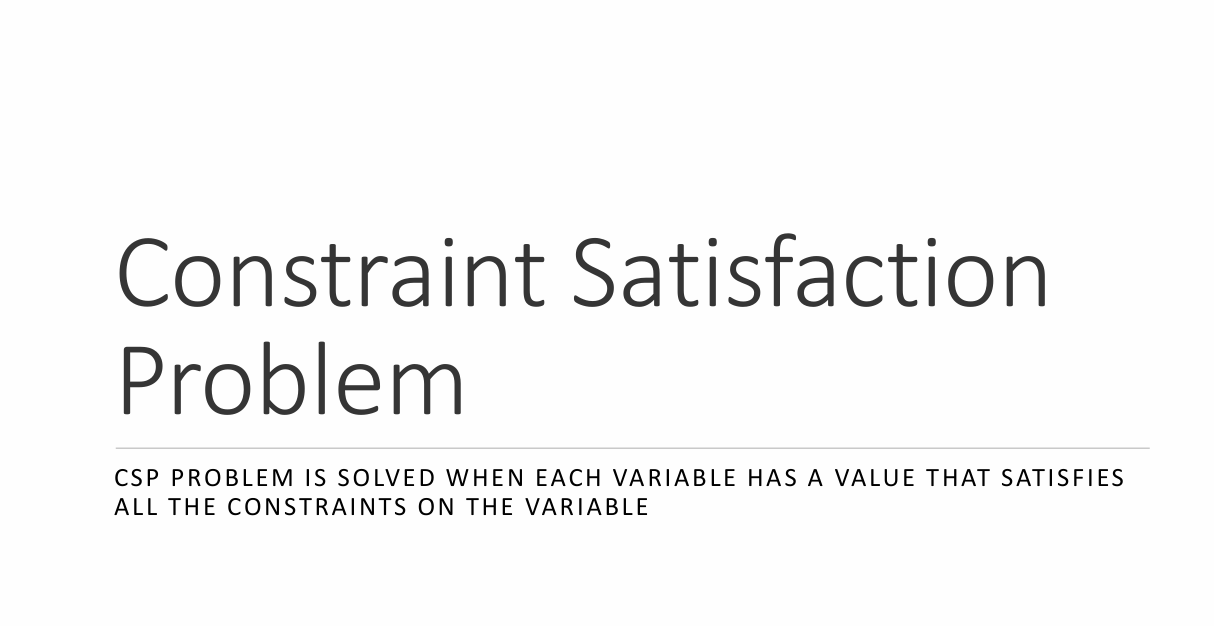 Constraint Satisfaction
Problem
CSP PROBLEM IS SOLVED WHEN EACH VARIABLE HAS A VALUE THAT SATISFIES
ALL THE CONSTRAINTS ON THE VARIABLE